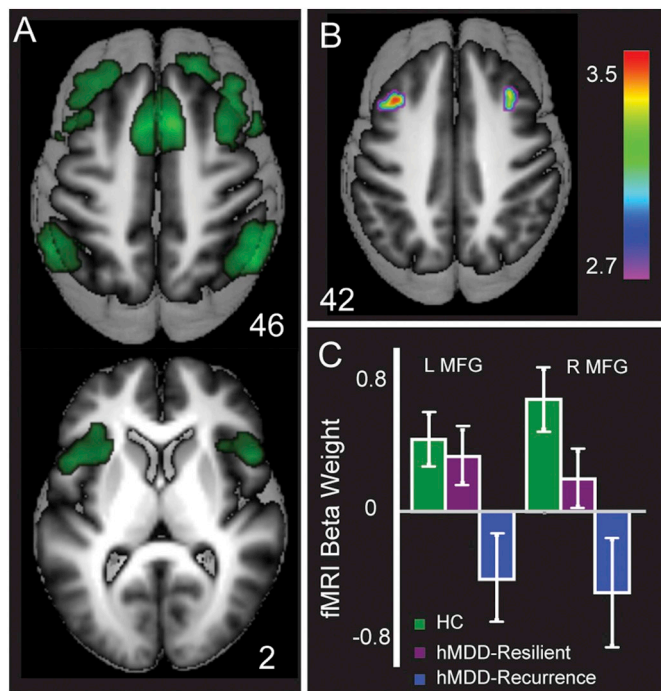 A
46
2
B
3.5
2.7
42
C
L MFG
R MFG
0.8
0
-0.8
fMRI Beta Weight
HC
hMDD-Resilient
hMDD-Recurrence